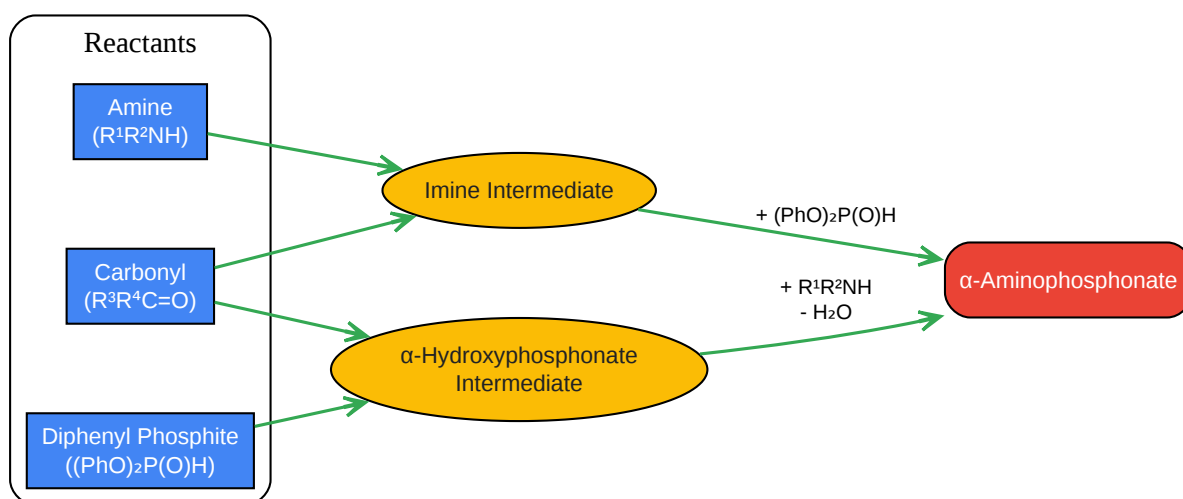 Reactants
Amine
(R¹R²NH)
Imine Intermediate
+ (PhO)₂P(O)H
Carbonyl
(R³R⁴C=O)
α-Aminophosphonate
+ R¹R²NH
- H₂O
α-Hydroxyphosphonate
Intermediate
Diphenyl Phosphite
((PhO)₂P(O)H)